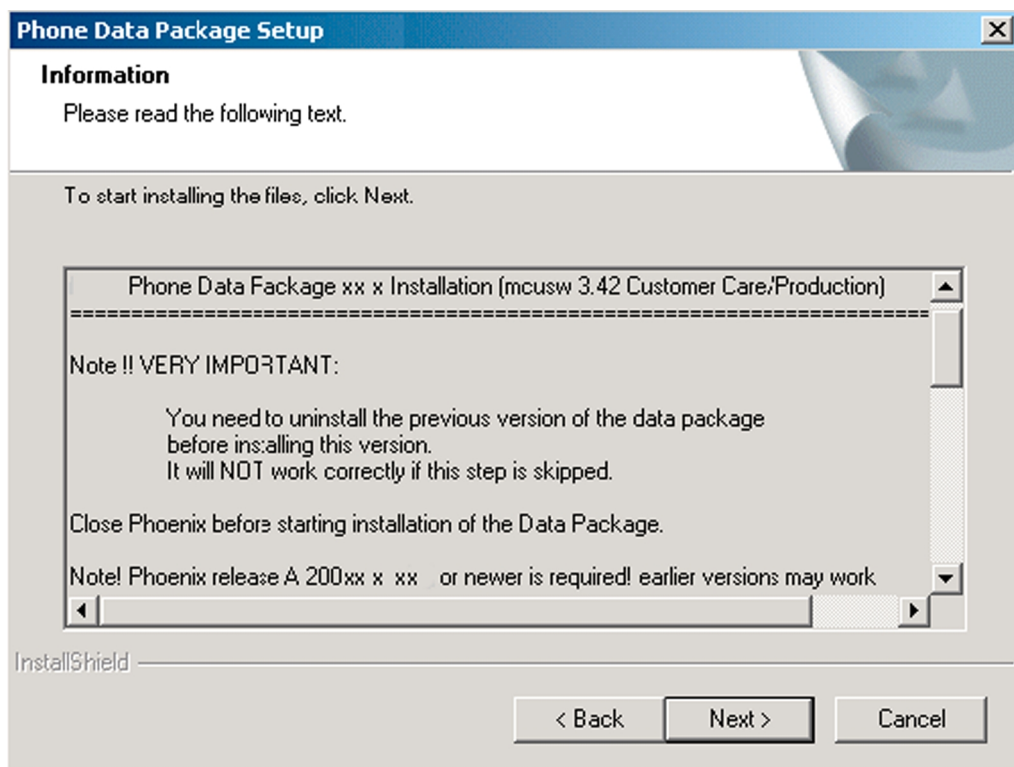 Phone Data Package Setup
Information
Please read the following text.
To start installing the files, click Next.
Phone Data Package xx x Installation (mcusw 3.42 Customer Care/Production)
=====================================================================
Note !! VERY IMPORTANT:
You need to uninstall the previous version of the data package
before installing this version.
It will NOT work correctly if this step is skipped.
Close Phoenix before starting installation of the Data Package.
Note! Phoenix release A 200xx x xx or newer is required! earlier versions may work
InstallShield
< Back
Next >
Cancel